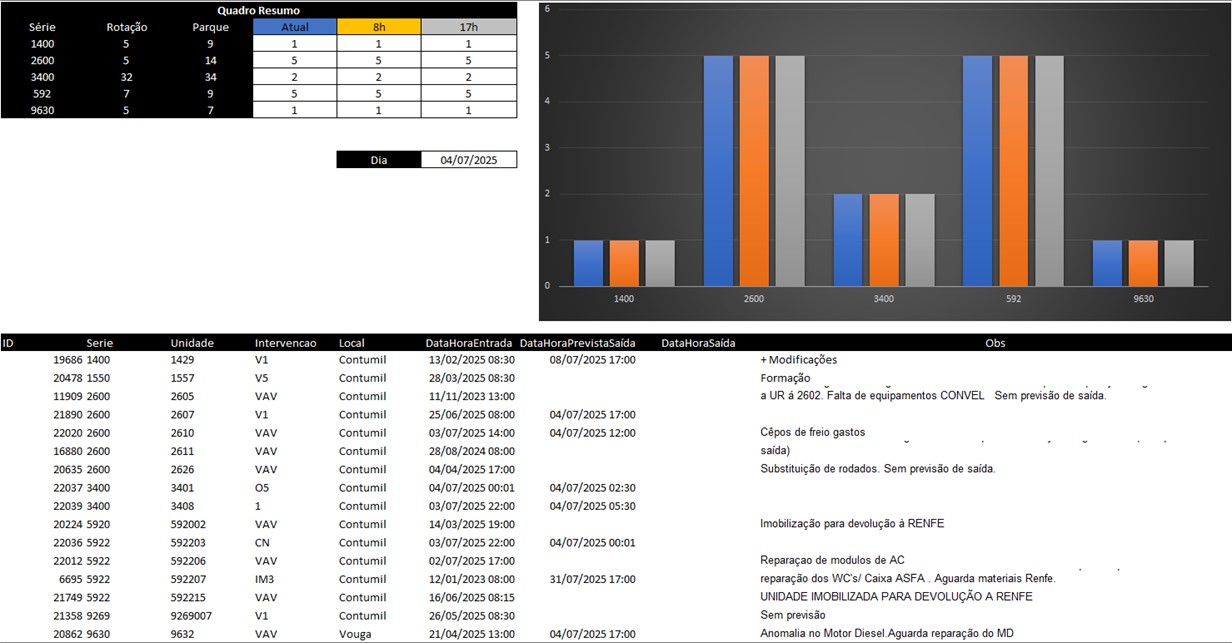 Quadro Resumo
Série Rotação Parque Atual 8h 17h
1400 5 9 1 1 1
2600 5 14 5 5 5
3400 32 34 2 2 2
592 7 9 5 5 5
9630 5 7 1 1 1
Dia 04/07/2025
6
5
4
3
2
1
0
1400 2600 3400 592 9630
ID Serie Unidade Intervencao Local DataHoraEntrada DataHoraPrevistaSaída DataHoraSaída Obs
19686 1400 1429 V1 Contumil 13/02/2025 08:30 08/07/2025 17:00 + Modificações
20478 1550 1557 V5 Contumil 28/03/2025 08:30 Formação
11909 2600 2605 VAV Contumil 11/11/2023 13:00 a UR á 2602. Falta de equipamentos CONVEL Sem previsão de saída.
21890 2600 2607 V1 Contumil 25/06/2025 08:00 04/07/2025 17:00
22020 2600 2610 VAV Contumil 03/07/2025 14:00 04/07/2025 12:00 Cêpos de freio gastos
16880 2600 2611 VAV Contumil 28/08/2024 08:00 saída)
20635 2600 2626 VAV Contumil 04/04/2025 17:00 Substituição de rodados. Sem previsão de saída.
22037 3400 3401 O5 Contumil 04/07/2025 00:01 04/07/2025 02:30
22039 3400 3408 1 Contumil 03/07/2025 22:00 04/07/2025 05:30
20224 5920 592002 VAV Contumil 14/03/2025 19:00 Imobilização para devolução à RENFE
22036 5922 592203 CN Contumil 03/07/2025 22:00 04/07/2025 00:01
22012 5922 592206 VAV Contumil 02/07/2025 17:00 Reparaçao de modulos de AC
6695 5922 592207 IM3 Contumil 12/01/2023 08:00 31/07/2025 17:00 reparação dos WC's/ Caixa ASFA . Aguarda materiais Renfe.
21749 5922 592215 VAV Contumil 16/06/2025 08:15 UNIDADE IMOBILIZADA PARA DEVOLUÇÃO A RENFE
21358 9269 9269007 V1 Contumil 26/05/2025 08:30 Sem previsão
20862 9630 9632 VAV Vouga 21/04/2025 13:00 04/07/2025 17:00 Anomalia no Motor Diesel.Aguarda reparação do MD